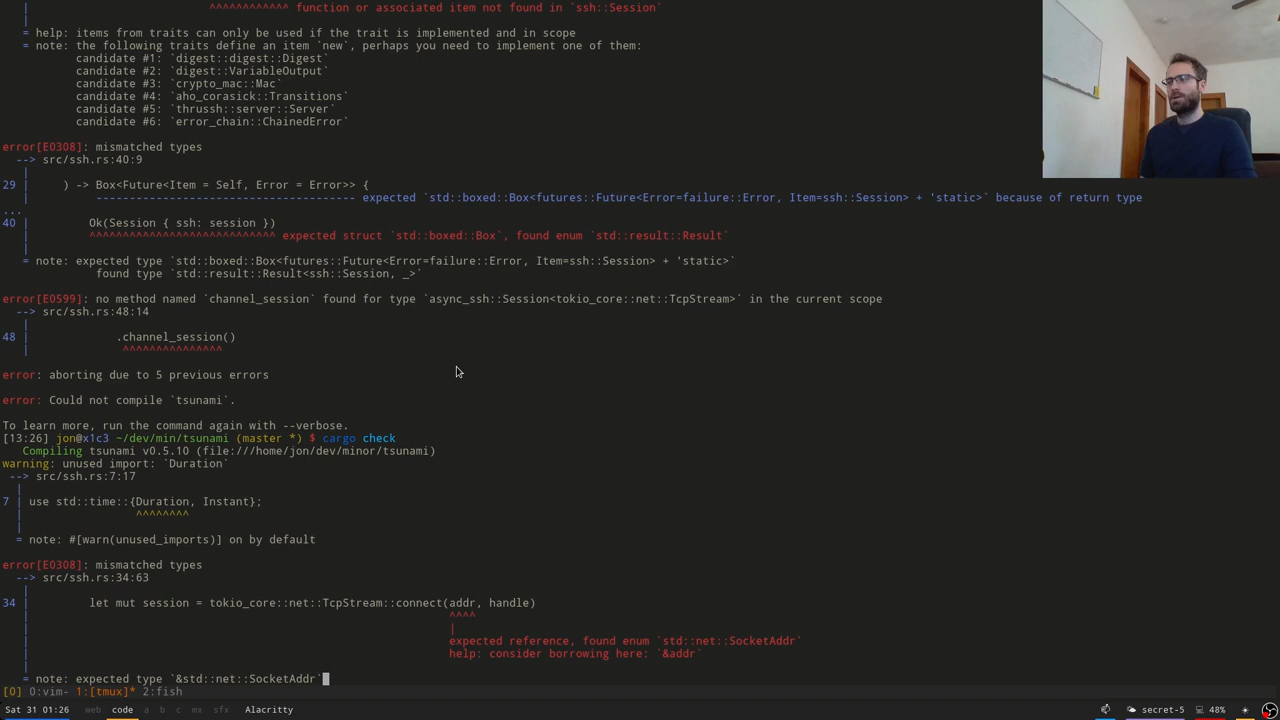 |                              ^^^^^^^^^^^^ function or associated item not found in `ssh::Session`
  |
  = help: items from traits can only be used if the trait is implemented and in scope
  = note: the following traits define an item `new`, perhaps you need to implement one of them:
          candidate #1: `digest::digest::Digest`
          candidate #2: `digest::VariableOutput`
          candidate #3: `crypto_mac::Mac`
          candidate #4: `aho_corasick::Transitions`
          candidate #5: `thrussh::server::Server`
          candidate #6: `error_chain::ChainedError`
error[E0308]: mismatched types
  --> src/ssh.rs:40:9
   |
29 |     ) -> Box<Future<Item = Self, Error = Error>> {
   |          --------------------------------------- expected `std::boxed::Box<futures::Future<Error=failure::Error, Item=ssh::Session> + 'static>` because of return type
...
40 |         Ok(Session { ssh: session })
   |         ^^^^^^^^^^^^^^^^^^^^^^^^^^^^ expected struct `std::boxed::Box`, found enum `std::result::Result`
   |
   = note: expected type `std::boxed::Box<futures::Future<Error=failure::Error, Item=ssh::Session> + 'static>`
              found type `std::result::Result<ssh::Session, _>`
error[E0599]: no method named `channel_session` found for type `async_ssh::Session<tokio_core::net::TcpStream>` in the current scope
  --> src/ssh.rs:48:14
   |
48 |             .channel_session()
   |              ^^^^^^^^^^^^^^^
error: aborting due to 5 previous errors
error: Could not compile `tsunami`.
To learn more, run the command again with --verbose.
[13:26] jon@x1c3 ~/dev/min/tsunami (master *) $ cargo check
   Compiling tsunami v0.5.10 (file:///home/jon/dev/minor/tsunami)
warning: unused import: `Duration`
 --> src/ssh.rs:7:17
  |
7 | use std::time::{Duration, Instant};
  |                 ^^^^^^^^
  |
  = note: #[warn(unused_imports)] on by default
error[E0308]: mismatched types
  --> src/ssh.rs:34:63
   |
34 |         let mut session = tokio_core::net::TcpStream::connect(addr, handle)
   |                                                               ^^^^
   |                                                               |
   |                                                               expected reference, found enum `std::net::SocketAddr`
   |                                                               help: consider borrowing here: `&addr`
   |
   = note: expected type `&std::net::SocketAddr`
[0] 0:vim- 1:[tmux]* 2:fish
Sat 31 01:26 web code a b c mx sfx Alacritty secret-5 48%